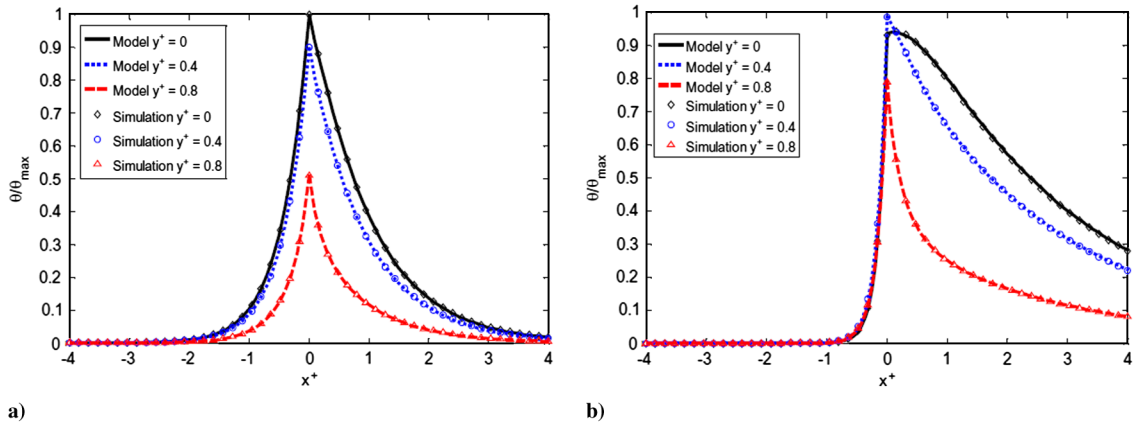 1
0.9
0.8
0.7
0.6
0.5
0.4
0.3
0.2
0.1
0
θ/θmax
Model y+ = 0
Model y+ = 0.4
Model y+ = 0.8
Simulation y+ = 0
Simulation y+ = 0.4
Simulation y+ = 0.8
-4 -3 -2 -1 0 1 2 3 4
x+
a)
1
0.9
0.8
0.7
0.6
0.5
0.4
0.3
0.2
0.1
0
θ/θmax
Model y+ = 0
Model y+ = 0.4
Model y+ = 0.8
Simulation y+ = 0
Simulation y+ = 0.4
Simulation y+ = 0.8
-4 -3 -2 -1 0 1 2 3 4
x+
b)